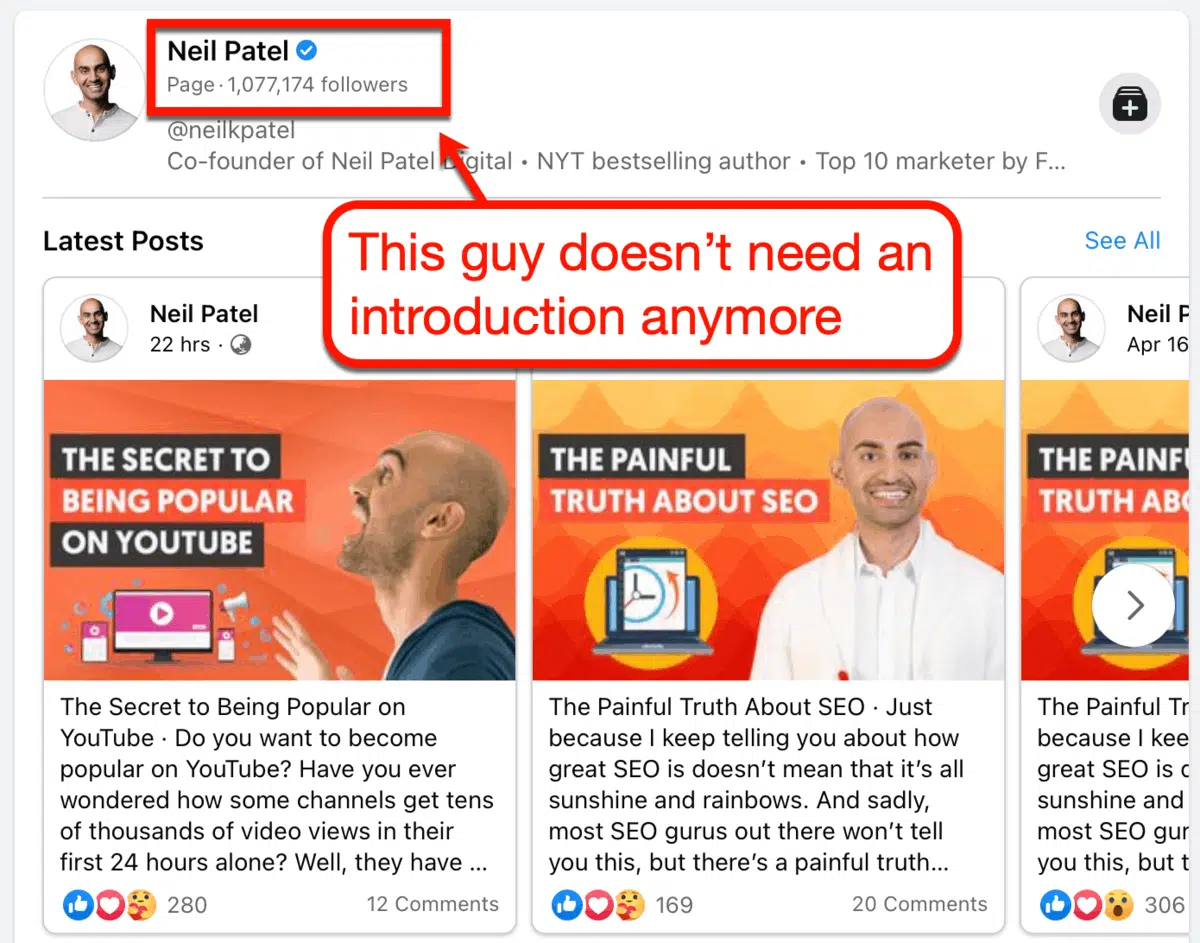 Neil Patel
Page · 1,077,174 followers
@neilkpatel
Co-founder of Neil Patel Digital • NYT bestselling author • Top 10 marketer by F...
This guy doesn't need an
introduction anymore
Latest Posts
See All
Neil Patel
22 hrs ·
THE SECRET TO
BEING POPULAR
ON YOUTUBE
The Secret to Being Popular on
YouTube · Do you want to become
popular on YouTube? Have you ever
wondered how some channels get tens
of thousands of video views in their
first 24 hours alone? Well, they have ...
280
12 Comments
THE PAINFUL
TRUTH ABOUT SEO
The Painful Truth About SEO · Just
because I keep telling you about how
great SEO is doesn't mean that it's all
sunshine and rainbows. And sadly,
most SEO gurus out there won't tell
you this, but there's a painful truth...
169
20 Comments
Neil P
Apr 16
THE PAINFU
TRUTH ABO
The Painful Tr
because I kee
great SEO is d
sunshine and
most SEO gur
you this, but t
306